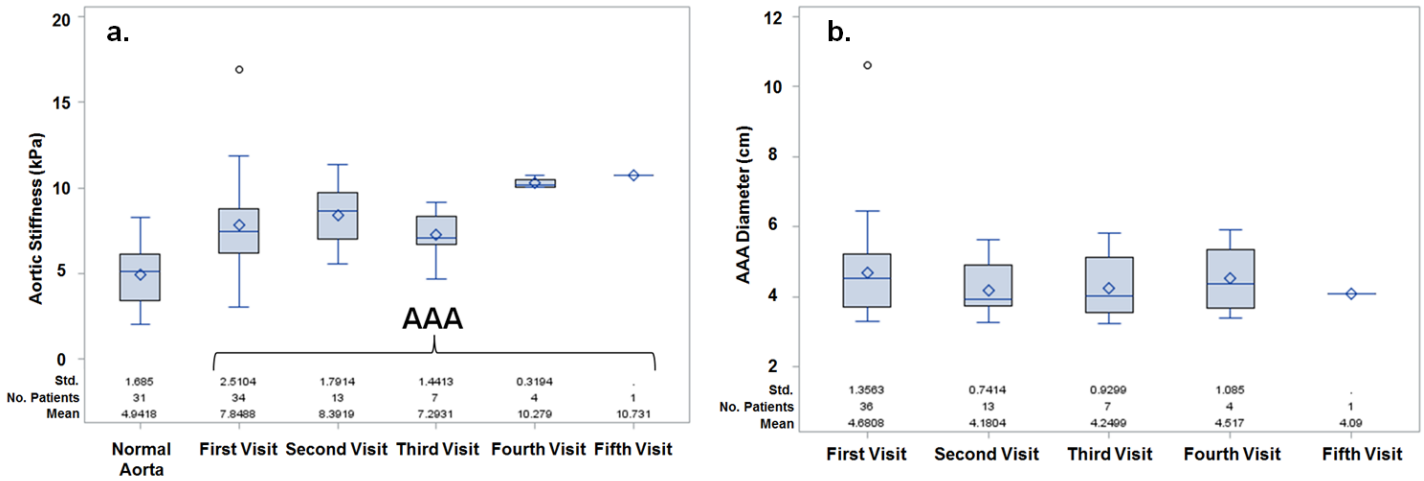 a.
Aortic Stiffness (kPa)
20
15
10
5
0
AAA
Std. 1.685 2.5104 1.7914 1.4413 0.3194 .
No. Patients 31 34 13 7 4 1
Mean 4.9418 7.8488 8.3919 7.2931 10.279 10.731
Normal Aorta First Visit Second Visit Third Visit Fourth Visit Fifth Visit
b.
AAA Diameter (cm)
12
10
8
6
4
2
Std. 1.3563 0.7414 0.9299 1.085 .
No. Patients 36 13 7 4 1
Mean 4.6808 4.1804 4.2499 4.517 4.09
First Visit Second Visit Third Visit Fourth Visit Fifth Visit